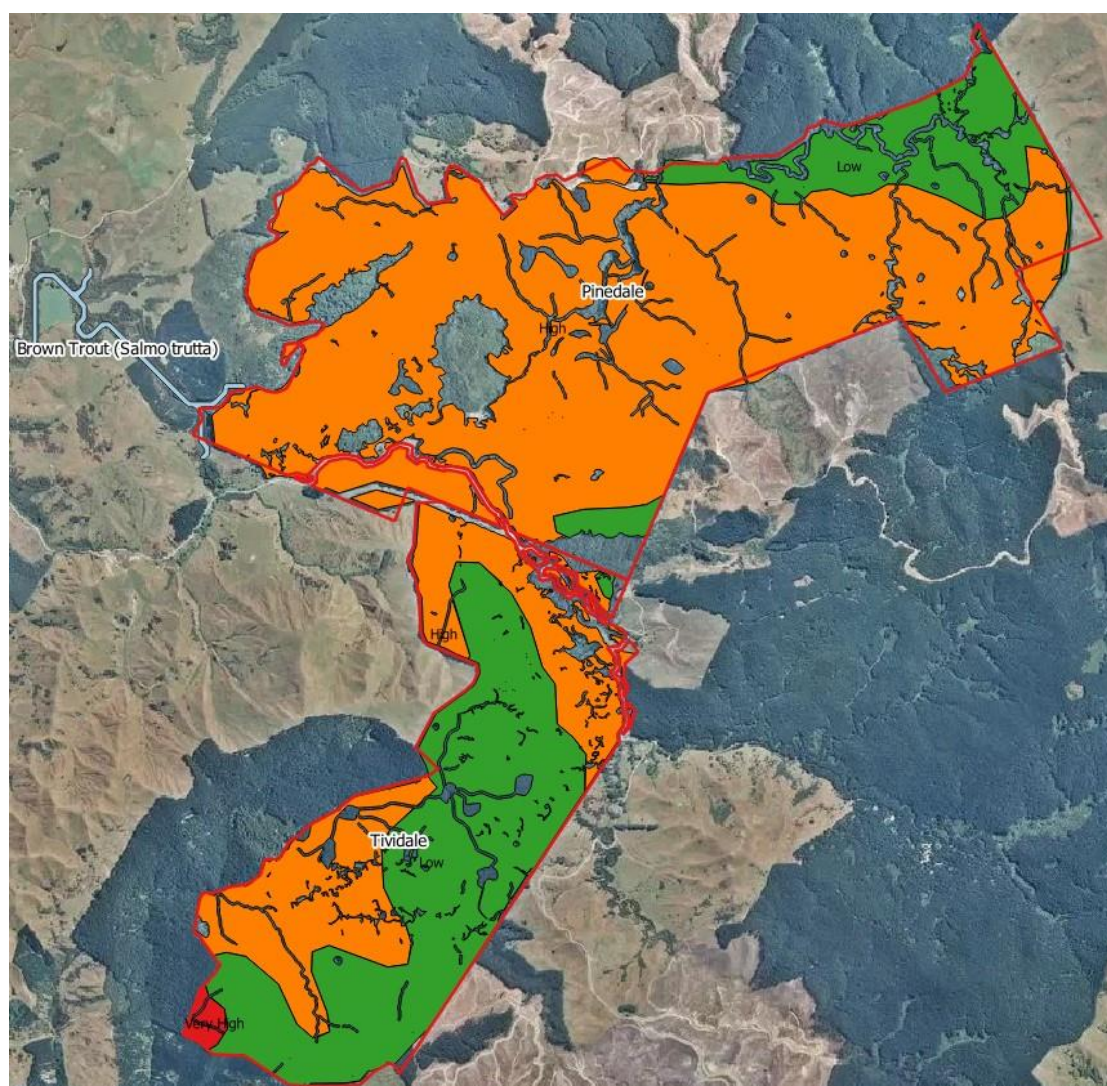 Low
Pinedale
High
Brown Trout (Salmo trutta)
High
Tividale
Low
Very High